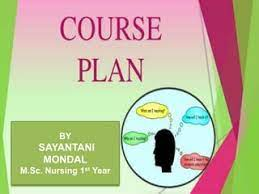 COURSE
PLAN
BY
SAYANTANI
MONDAL
M.Sc. Nursing 1st Year